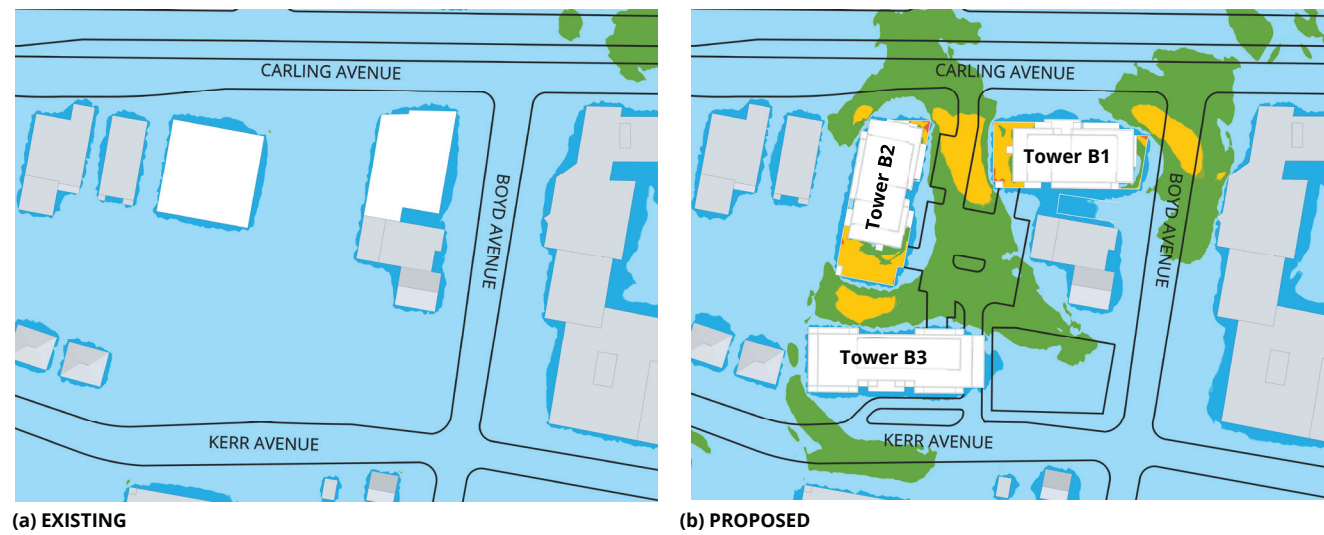 CARLING AVENUE
BOYD AVENUE
KERR AVENUE
(a) EXISTING
CARLING AVENUE
Tower B2
Tower B1
BOYD AVENUE
Tower B3
KERR AVENUE
(b) PROPOSED